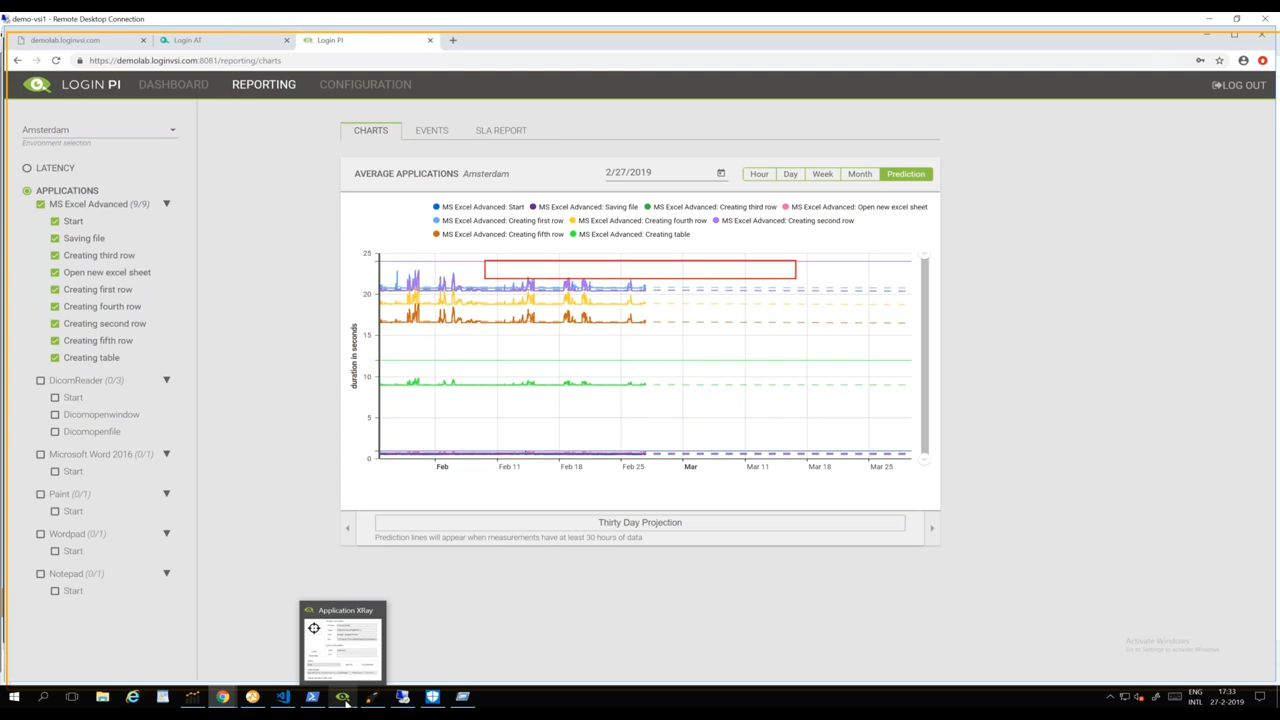 demo-vsi1 - Remote Desktop Connection
demolab.loginvsi.com
Login AT
Login PI
https://demolab.loginvsi.com:8081/reporting/charts
LOGIN PI
DASHBOARD
REPORTING
CONFIGURATION
LOG OUT
Amsterdam
Environment selection
LATENCY
APPLICATIONS
MS Excel Advanced (9/9)
Start
Saving file
Creating third row
Open new excel sheet
Creating first row
Creating fourth row
Creating second row
Creating fifth row
Creating table
DicomReader (0/3)
Start
Dicomopenwindow
Dicomopenfile
Microsoft Word 2016 (0/1)
Start
Paint (0/1)
Start
Wordpad (0/1)
Start
Notepad (0/1)
Start
CHARTS
EVENTS
SLA REPORT
AVERAGE APPLICATIONS Amsterdam
2/27/2019
Hour
Day
Week
Month
Prediction
MS Excel Advanced: Start
MS Excel Advanced: Saving file
MS Excel Advanced: Creating third row
MS Excel Advanced: Open new excel sheet
MS Excel Advanced: Creating first row
MS Excel Advanced: Creating fourth row
MS Excel Advanced: Creating second row
MS Excel Advanced: Creating fifth row
MS Excel Advanced: Creating table
duration in seconds
25
20
15
10
5
0
Feb
Feb 11
Feb 18
Feb 25
Mar
Mar 11
Mar 18
Mar 25
Thirty Day Projection
Prediction lines will appear when measurements have at least 30 hours of data
Application XRay
Activate Windows
Go to Settings to activate Windows.
ENG
INTL
17:33
27-2-2019